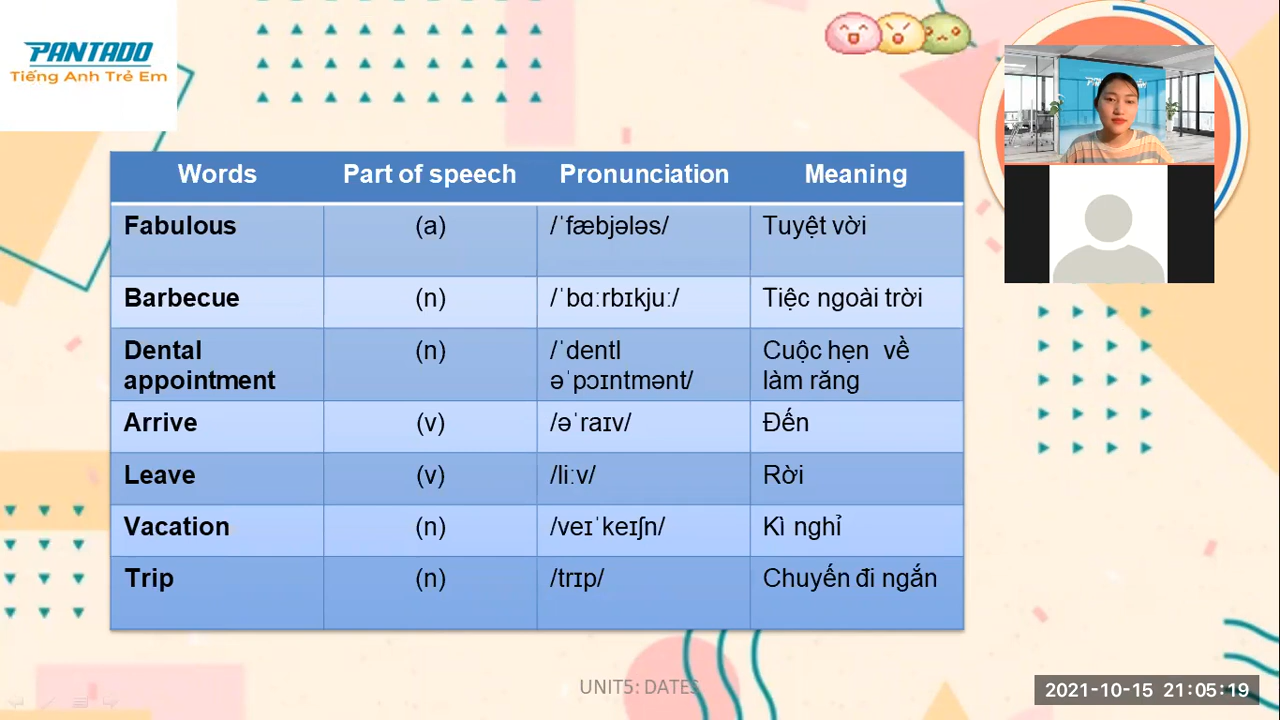 PANTADO
Tiếng Anh Trẻ Em
Words Part of speech Pronunciation Meaning
Fabulous (a) /ˈfæbjələs/ Tuyệt vời
Barbecue (n) /ˈbɑːrbɪkjuː/ Tiệc ngoài trời
Dental (n) /ˈdentl Cuộc hẹn về
appointment əˈpɔɪntmənt/ làm răng
Arrive (v) /əˈraɪv/ Đến
Leave (v) /liːv/ Rời
Vacation (n) /veɪˈkeɪʃn/ Kì nghỉ
Trip (n) /trɪp/ Chuyến đi ngắn
UNIT5: DATES
2021-10-15 21:05:19